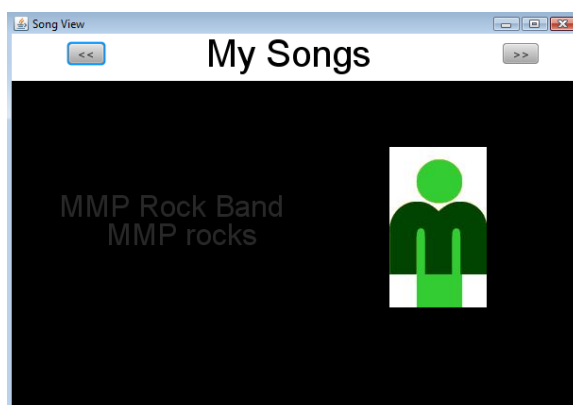 Song View
<<
My Songs
>>
MMP Rock Band
MMP rocks